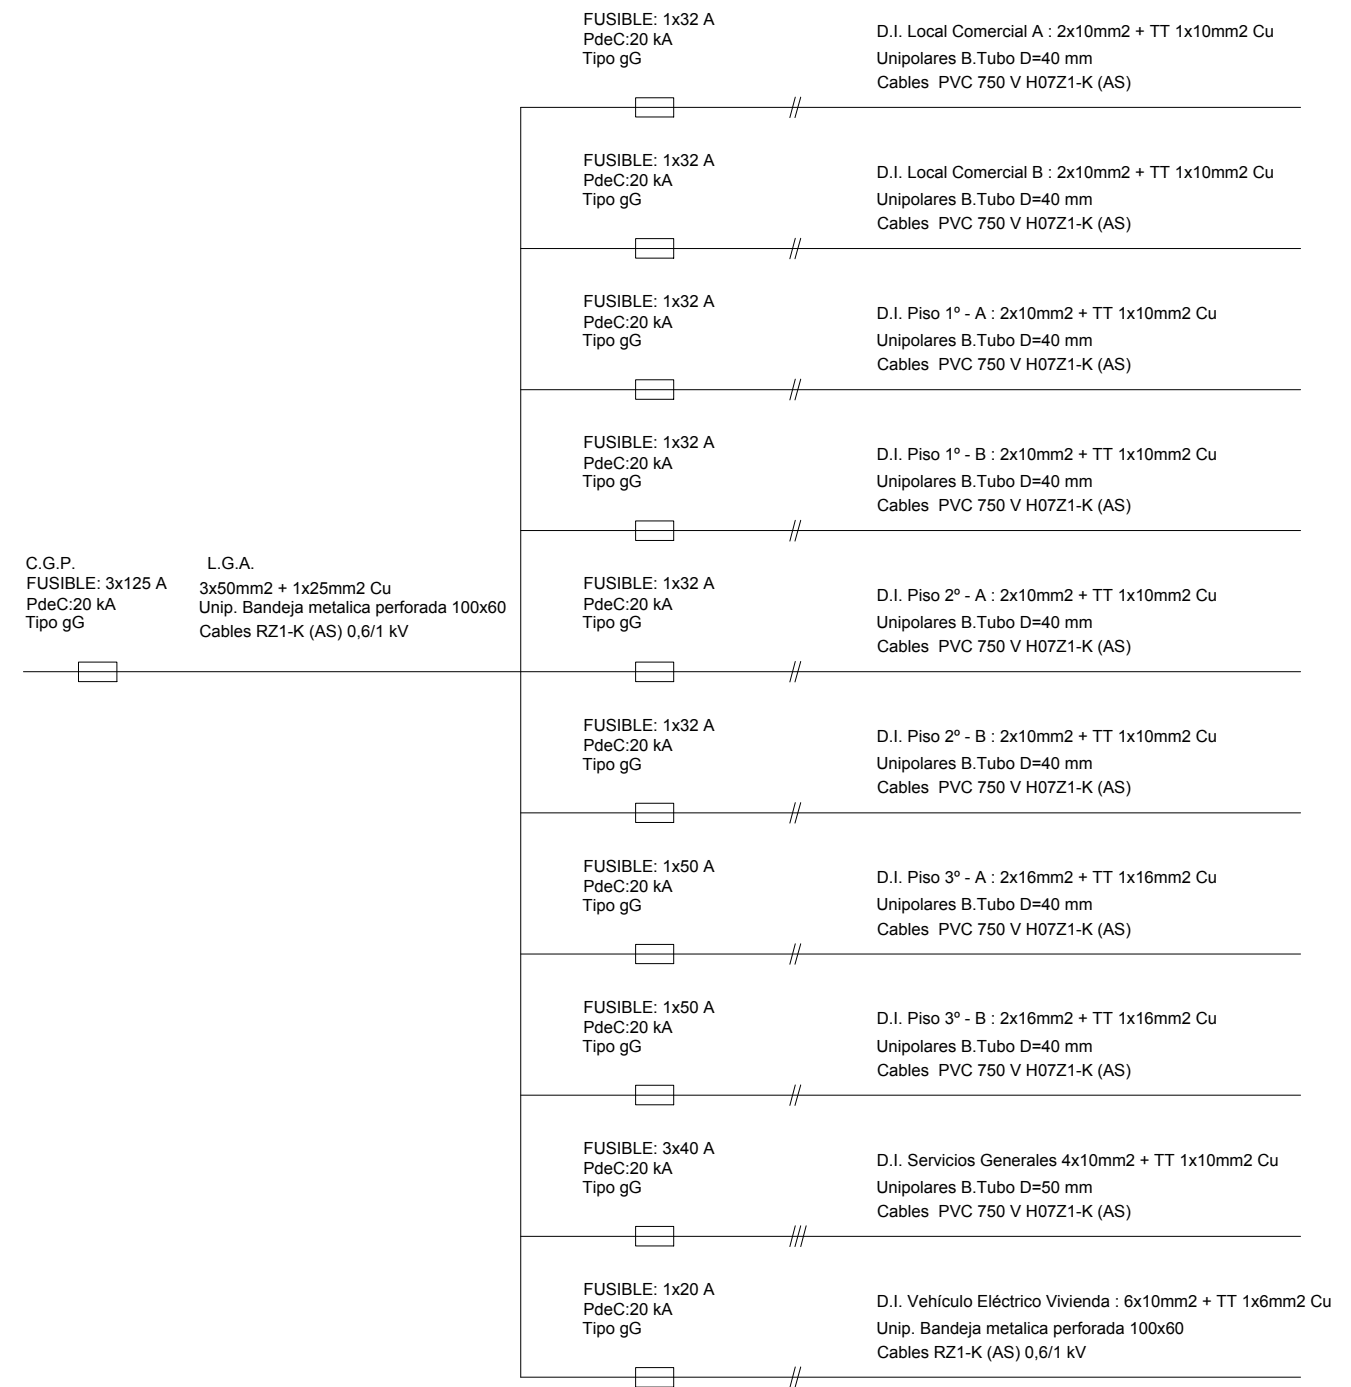 FUSIBLE: 1x32 A
PdeC:20 kA
Tipo gG
D.I. Local Comercial A : 2x10mm2 + TT 1x10mm2 Cu
Unipolares B.Tubo D=40 mm
Cables PVC 750 V H07Z1-K (AS)
FUSIBLE: 1x32 A
PdeC:20 kA
Tipo gG
D.I. Local Comercial B : 2x10mm2 + TT 1x10mm2 Cu
Unipolares B.Tubo D=40 mm
Cables PVC 750 V H07Z1-K (AS)
FUSIBLE: 1x32 A
PdeC:20 kA
Tipo gG
D.I. Piso 1º - A : 2x10mm2 + TT 1x10mm2 Cu
Unipolares B.Tubo D=40 mm
Cables PVC 750 V H07Z1-K (AS)
FUSIBLE: 1x32 A
PdeC:20 kA
Tipo gG
D.I. Piso 1º - B : 2x10mm2 + TT 1x10mm2 Cu
Unipolares B.Tubo D=40 mm
Cables PVC 750 V H07Z1-K (AS)
C.G.P.
FUSIBLE: 3x125 A
PdeC:20 kA
Tipo gG
L.G.A.
3x50mm2 + 1x25mm2 Cu
Unip. Bandeja metalica perforada 100x60
Cables RZ1-K (AS) 0,6/1 kV
FUSIBLE: 1x32 A
PdeC:20 kA
Tipo gG
D.I. Piso 2º - A : 2x10mm2 + TT 1x10mm2 Cu
Unipolares B.Tubo D=40 mm
Cables PVC 750 V H07Z1-K (AS)
FUSIBLE: 1x32 A
PdeC:20 kA
Tipo gG
D.I. Piso 2º - B : 2x10mm2 + TT 1x10mm2 Cu
Unipolares B.Tubo D=40 mm
Cables PVC 750 V H07Z1-K (AS)
FUSIBLE: 1x50 A
PdeC:20 kA
Tipo gG
D.I. Piso 3º - A : 2x16mm2 + TT 1x16mm2 Cu
Unipolares B.Tubo D=40 mm
Cables PVC 750 V H07Z1-K (AS)
FUSIBLE: 1x50 A
PdeC:20 kA
Tipo gG
D.I. Piso 3º - B : 2x16mm2 + TT 1x16mm2 Cu
Unipolares B.Tubo D=40 mm
Cables PVC 750 V H07Z1-K (AS)
FUSIBLE: 3x40 A
PdeC:20 kA
Tipo gG
D.I. Servicios Generales 4x10mm2 + TT 1x10mm2 Cu
Unipolares B.Tubo D=50 mm
Cables PVC 750 V H07Z1-K (AS)
FUSIBLE: 1x20 A
PdeC:20 kA
Tipo gG
D.I. Vehículo Eléctrico Vivienda : 6x10mm2 + TT 1x6mm2 Cu
Unip. Bandeja metalica perforada 100x60
Cables RZ1-K (AS) 0,6/1 kV